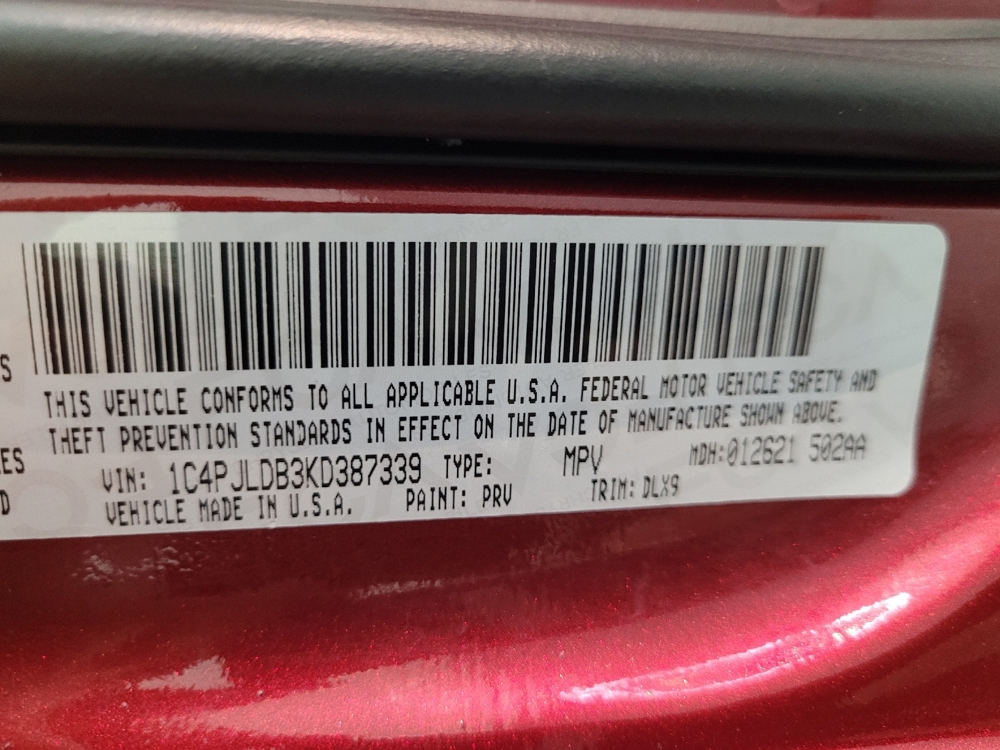 S
THIS VEHICLE CONFORMS TO ALL APPLICABLE U.S.A. FEDERAL MOTOR VEHICLE SAFETY AND
THEFT PREVENTION STANDARDS IN EFFECT ON THE DATE OF MANUFACTURE SHOWN ABOVE.
ES
VIN: 1C4PJLDB3KD387339 TYPE: MPV MDH:012621 502AA
D
VEHICLE MADE IN U.S.A. PAINT: PRV TRIM: DLX9